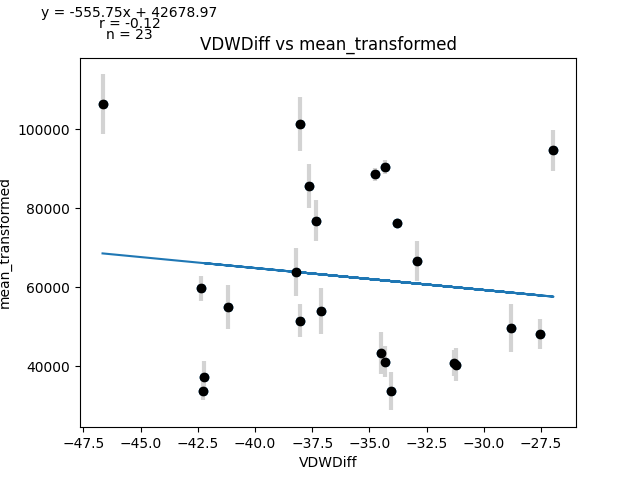 y = -555.75x + 42678.97
r = -0.12
n = 23
VDWDiff vs mean_transformed
mean_transformed
100000
80000
60000
40000
−47.5 −45.0 −42.5 −40.0 −37.5 −35.0 −32.5 −30.0 −27.5
VDWDiff